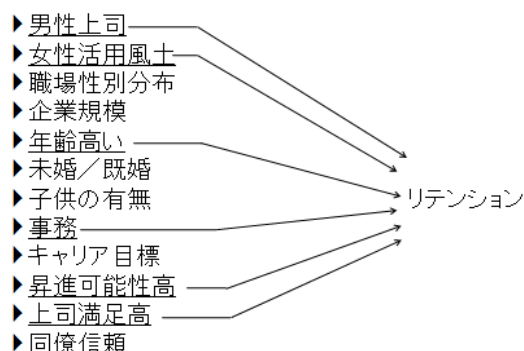 男性上司
女性活用風土
職場性別分布
企業規模
年齢高い
未婚／既婚
子供の有無
リテンション
事務
キャリア目標
昇進可能性高
上司満足高
同僚信頼